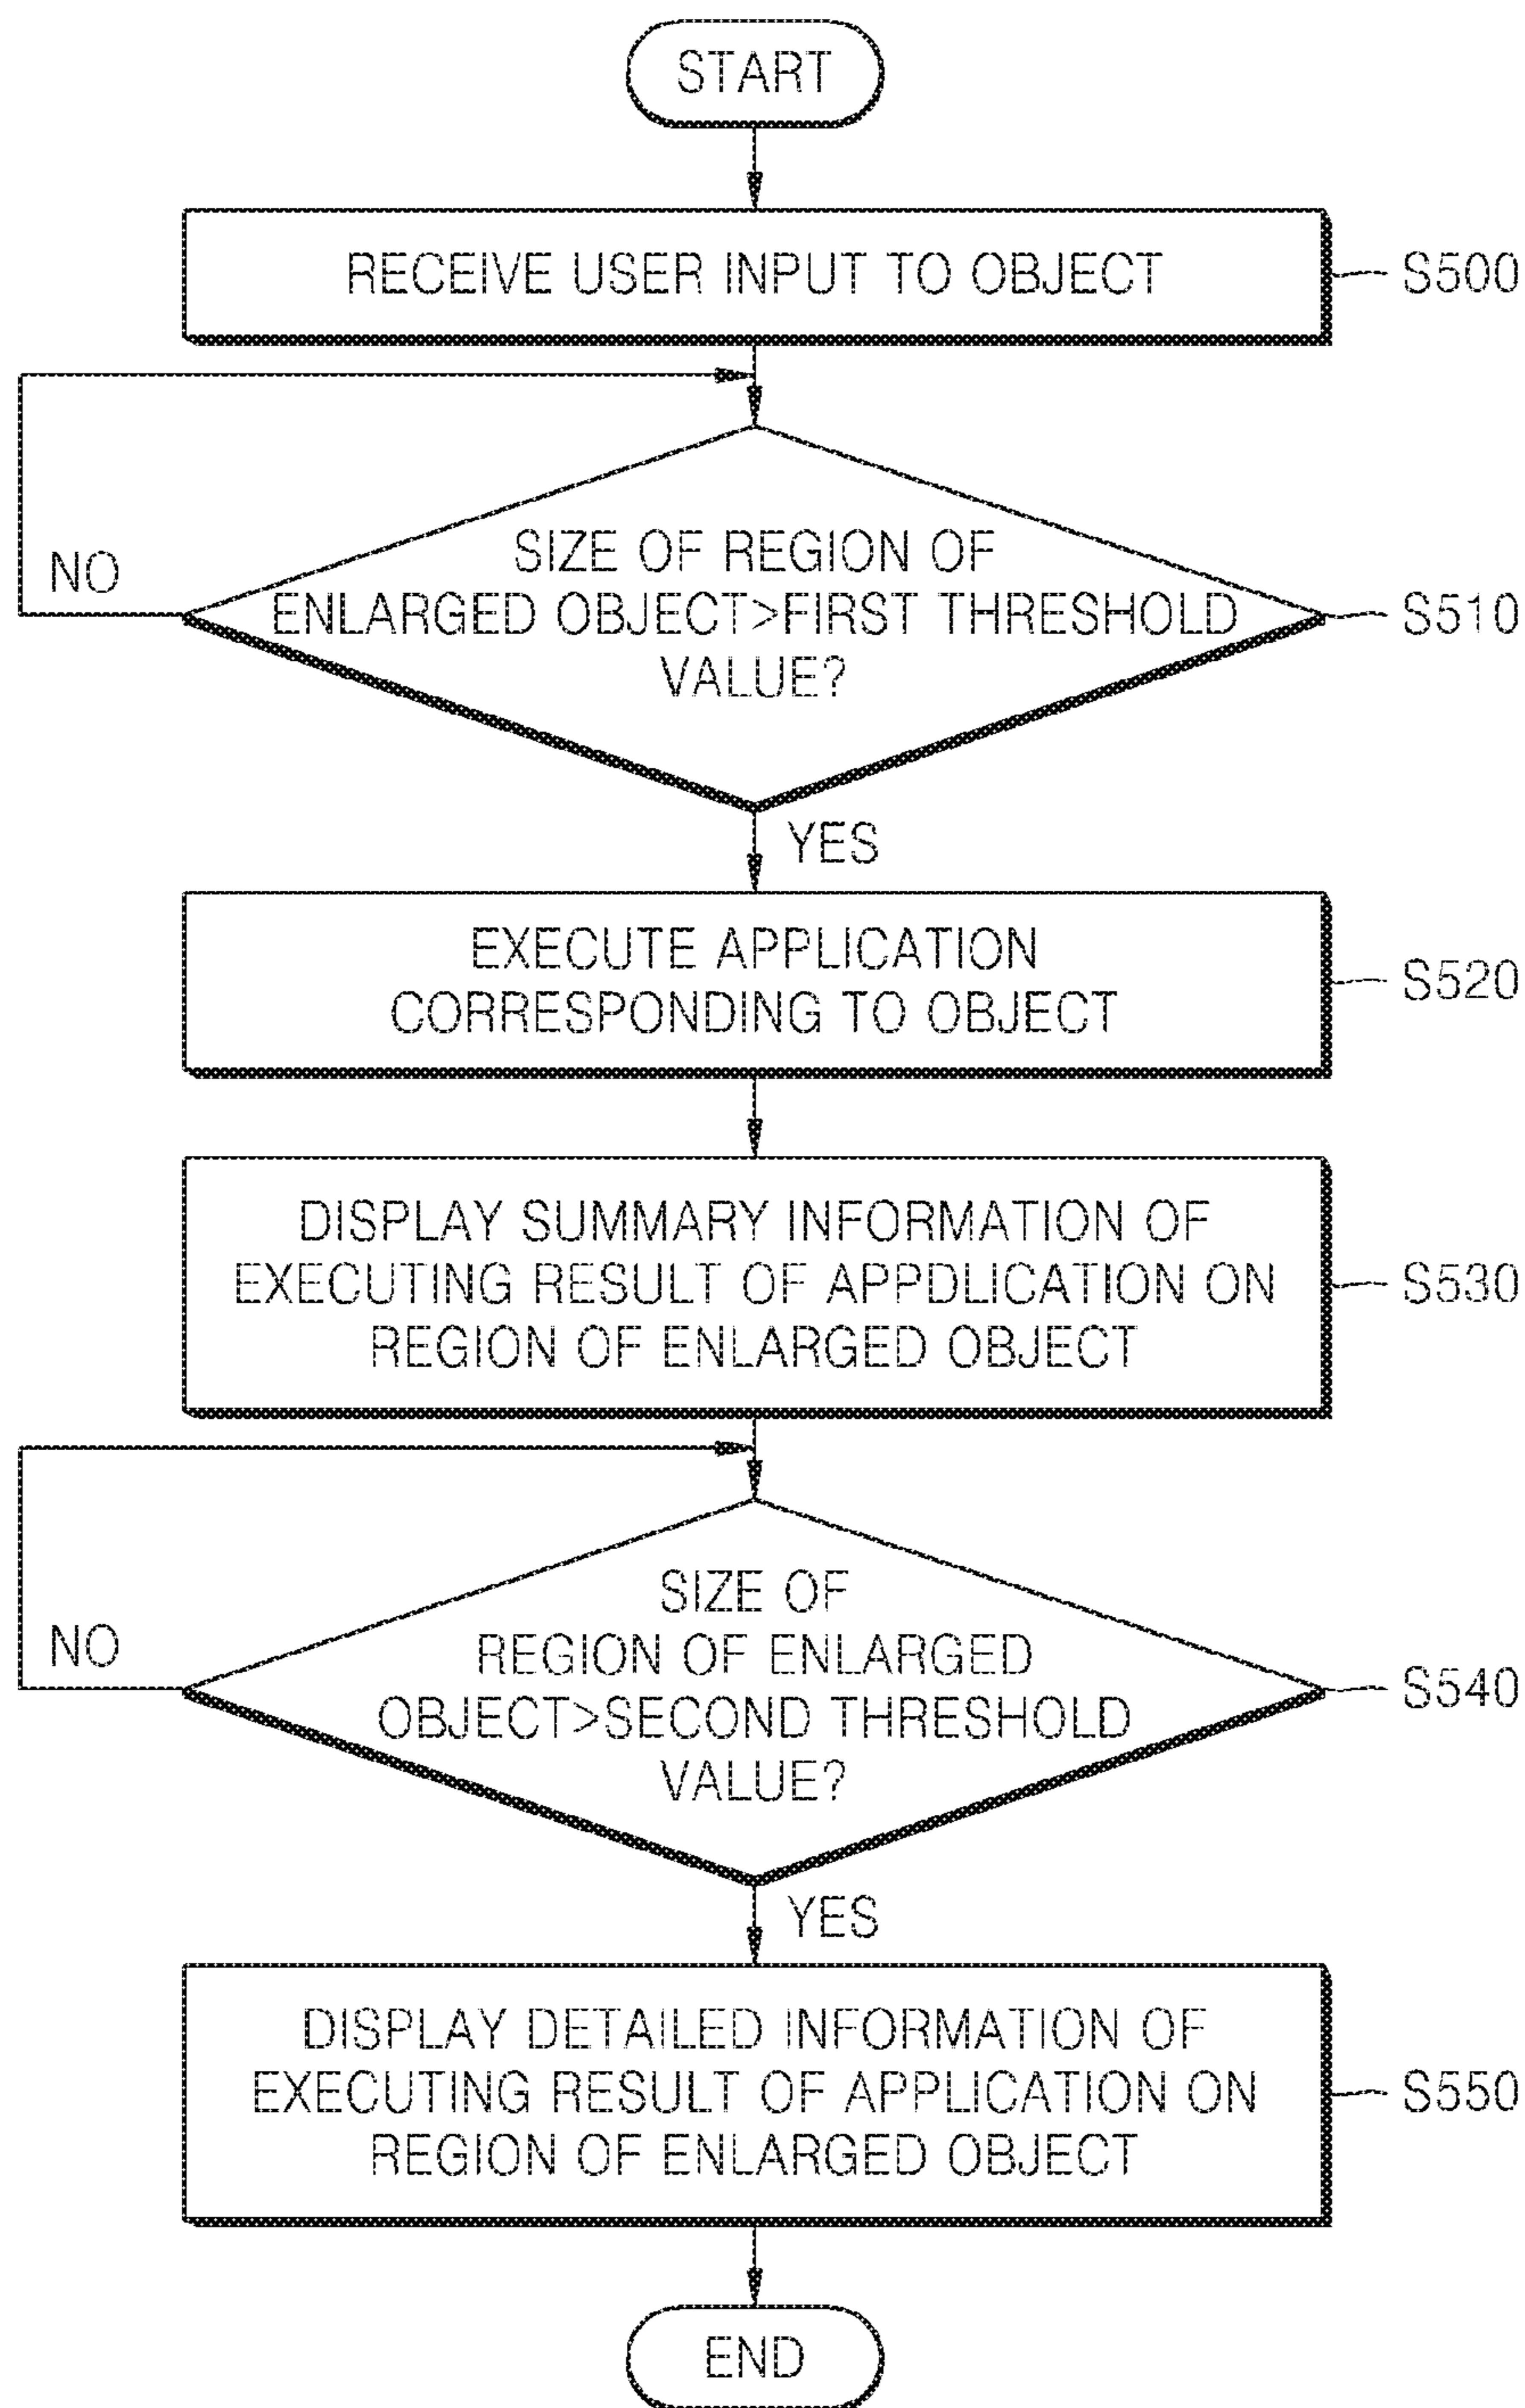 START
RECEIVE USER INPUT TO OBJECT
S500
SIZE OF REGION OF
ENLARGED OBJECT>FIRST THRESHOLD
VALUE?
NO
S510
YES
EXECUTE APPLICATION
CORRESPONDING TO OBJECT
S520
DISPLAY SUMMARY INFORMATION OF
EXECUTING RESULT OF APPDLICATION ON
REGION OF ENLARGED OBJECT
S530
SIZE OF
REGION OF ENLARGED
OBJECT>SECOND THRESHOLD
VALUE?
NO
S540
YES
DISPLAY DETAILED INFORMATION OF
EXECUTING RESULT OF APPLICATION ON
REGION OF ENLARGED OBJECT
S550
END